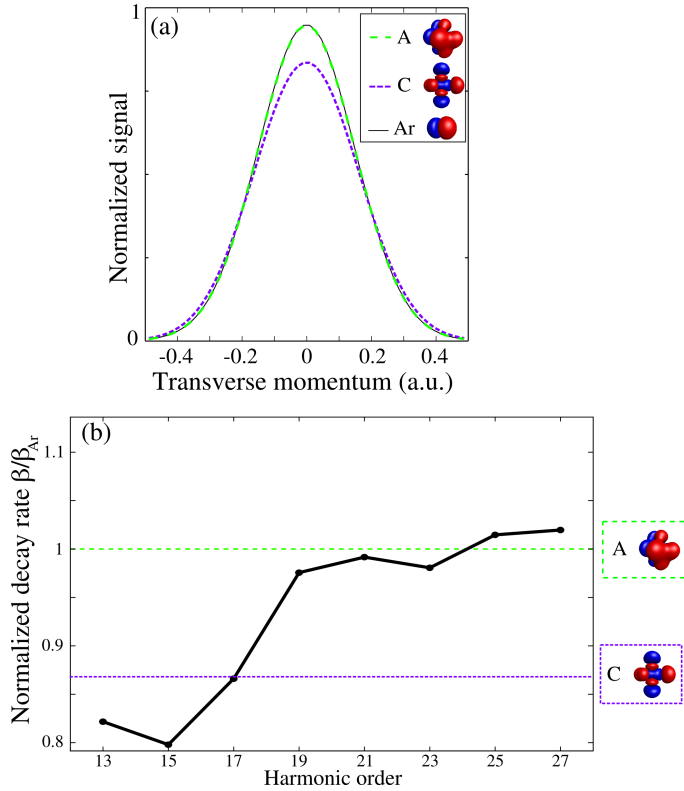 (a)
1
A
C
Ar
Normalized signal
0
-0.4 -0.2 0 0.2 0.4
Transverse momentum (a.u.)
(b)
1.1
1
0.9
0.8
Normalized decay rate β/βAr
A
C
13 15 17 19 21 23 25 27
Harmonic order